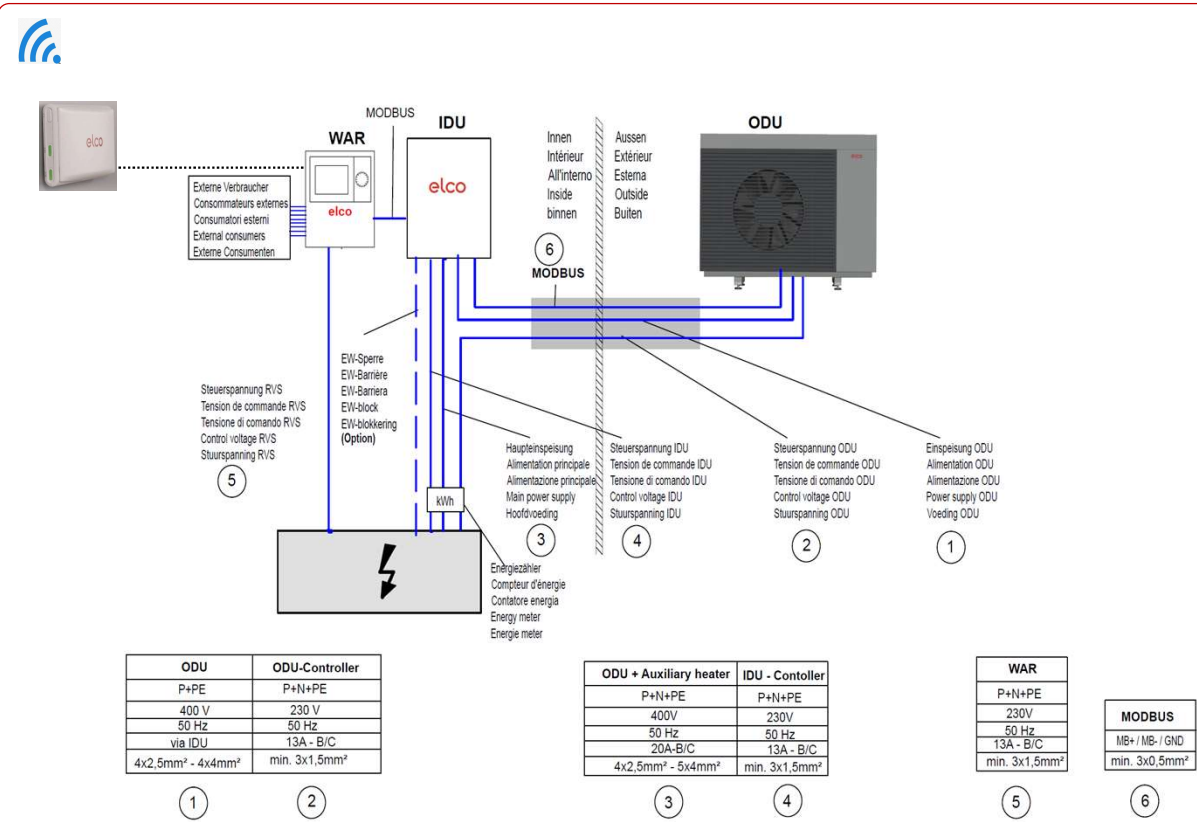 elco
MODBUS
WAR
IDU
ODU
Innen
Intérieur
All'interno
Inside
binnen
Aussen
Extérieur
Esterna
Outside
Buiten
elco
elco
Externe Verbraucher
Consommateurs externes
Consumatori esterni
External consumers
Externe Consumenten
6
MODBUS
EW-Sperre
EW-Barrière
EW-Barriera
EW-block
EW-blokkering
(Option)
Steuerspannung RVS
Tension de commande RVS
Tensione di comando RVS
Control voltage RVS
Stuurspanning RVS
5
Haupteinspeisung
Alimentation principale
Alimentazione principale
Main power supply
Hoofdvoeding
3
Steuerspannung IDU
Tension de commande IDU
Tensione di comando IDU
Control voltage IDU
Stuurspanning IDU
4
Steuerspannung ODU
Tension de commande ODU
Tensione di comando ODU
Control voltage ODU
Stuurspanning ODU
2
Einspeisung ODU
Alimentation ODU
Alimentazione ODU
Power supply ODU
Voeding ODU
1
kWh
Energiezähler
Compteur d'énergie
Contatore energia
Energy meter
Energie meter
ODU ODU-Controller
P+PE P+N+PE
400 V 230 V
50 Hz 50 Hz
via IDU 13A - B/C
4x2,5mm² - 4x4mm² min. 3x1,5mm²
1 2
ODU + Auxiliary heater IDU - Contoller
P+N+PE P+N+PE
400V 230V
50 Hz 50 Hz
20A-B/C 13A - B/C
4x2,5mm² - 5x4mm² min. 3x1,5mm²
3 4
WAR
P+N+PE
230V
50 Hz
13A - B/C
min. 3x1,5mm²
5
MODBUS
MB+ / MB- / GND
min. 3x0,5mm²
6